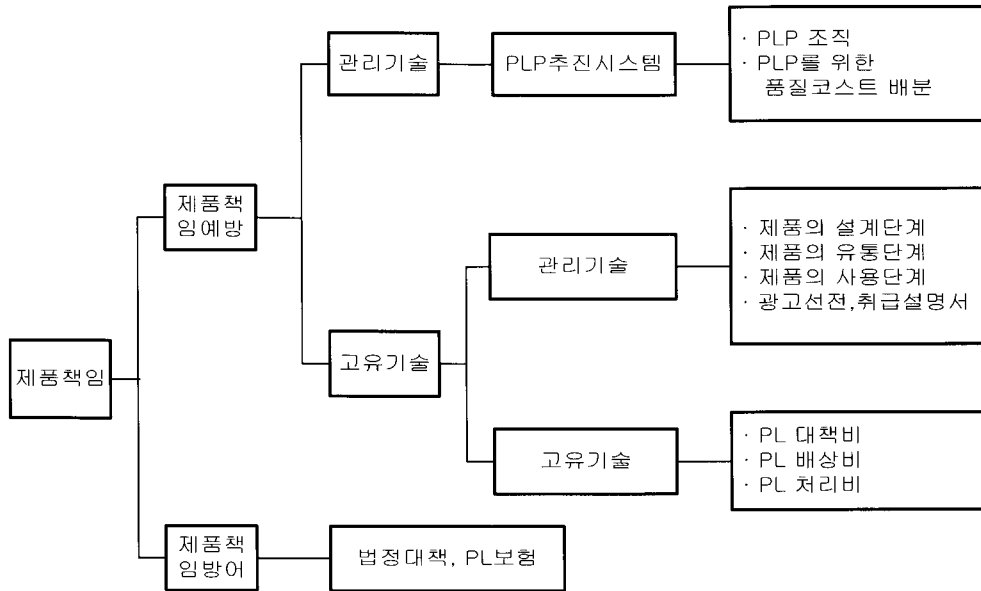 관리기술
PLP추진시스템
· PLP 조직
· PLP를 위한
품질코스트 배분
제품책
임예방
관리기술
· 제품의 설계단계
· 제품의 유통단계
· 제품의 사용단계
· 광고선전,취급설명서
제품책임
고유기술
고유기술
· PL 대책비
· PL 배상비
· PL 처리비
제품책
임방어
법정대책, PL보험